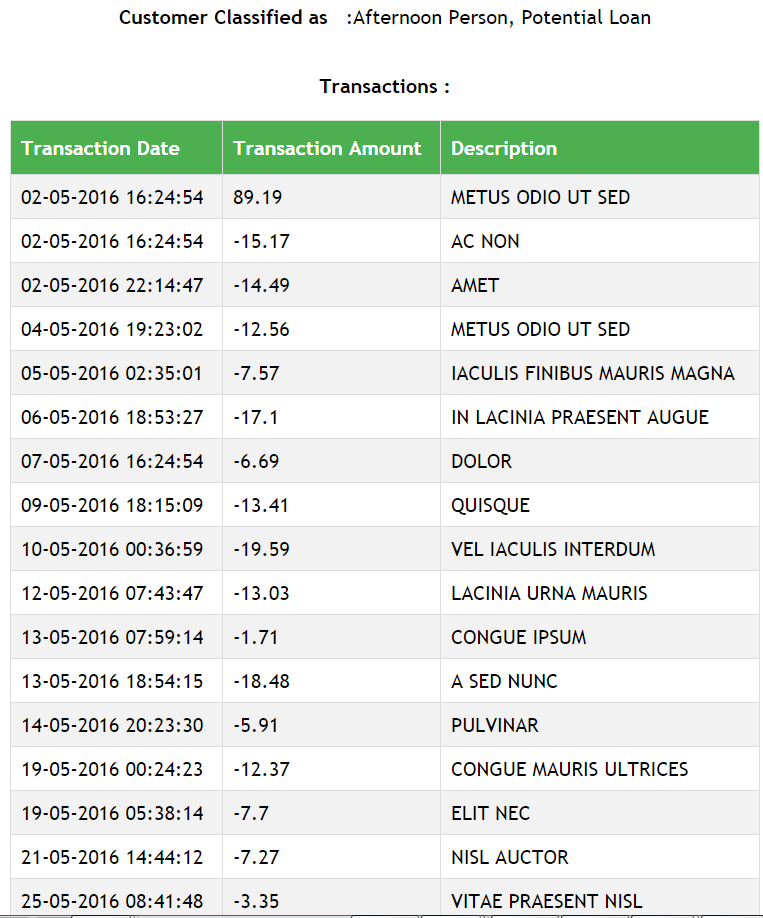 Customer Classified as :Afternoon Person, Potential Loan
Transactions :
Transaction Date Transaction Amount Description
02-05-2016 16:24:54 89.19 METUS ODIO UT SED
02-05-2016 16:24:54 -15.17 AC NON
02-05-2016 22:14:47 -14.49 AMET
04-05-2016 19:23:02 -12.56 METUS ODIO UT SED
05-05-2016 02:35:01 -7.57 IACULIS FINIBUS MAURIS MAGNA
06-05-2016 18:53:27 -17.1 IN LACINIA PRAESENT AUGUE
07-05-2016 16:24:54 -6.69 DOLOR
09-05-2016 18:15:09 -13.41 QUISQUE
10-05-2016 00:36:59 -19.59 VEL IACULIS INTERDUM
12-05-2016 07:43:47 -13.03 LACINIA URNA MAURIS
13-05-2016 07:59:14 -1.71 CONGUE IPSUM
13-05-2016 18:54:15 -18.48 A SED NUNC
14-05-2016 20:23:30 -5.91 PULVINAR
19-05-2016 00:24:23 -12.37 CONGUE MAURIS ULTRICES
19-05-2016 05:38:14 -7.7 ELIT NEC
21-05-2016 14:44:12 -7.27 NISL AUCTOR
25-05-2016 08:41:48 -3.35 VITAE PRAESENT NISL